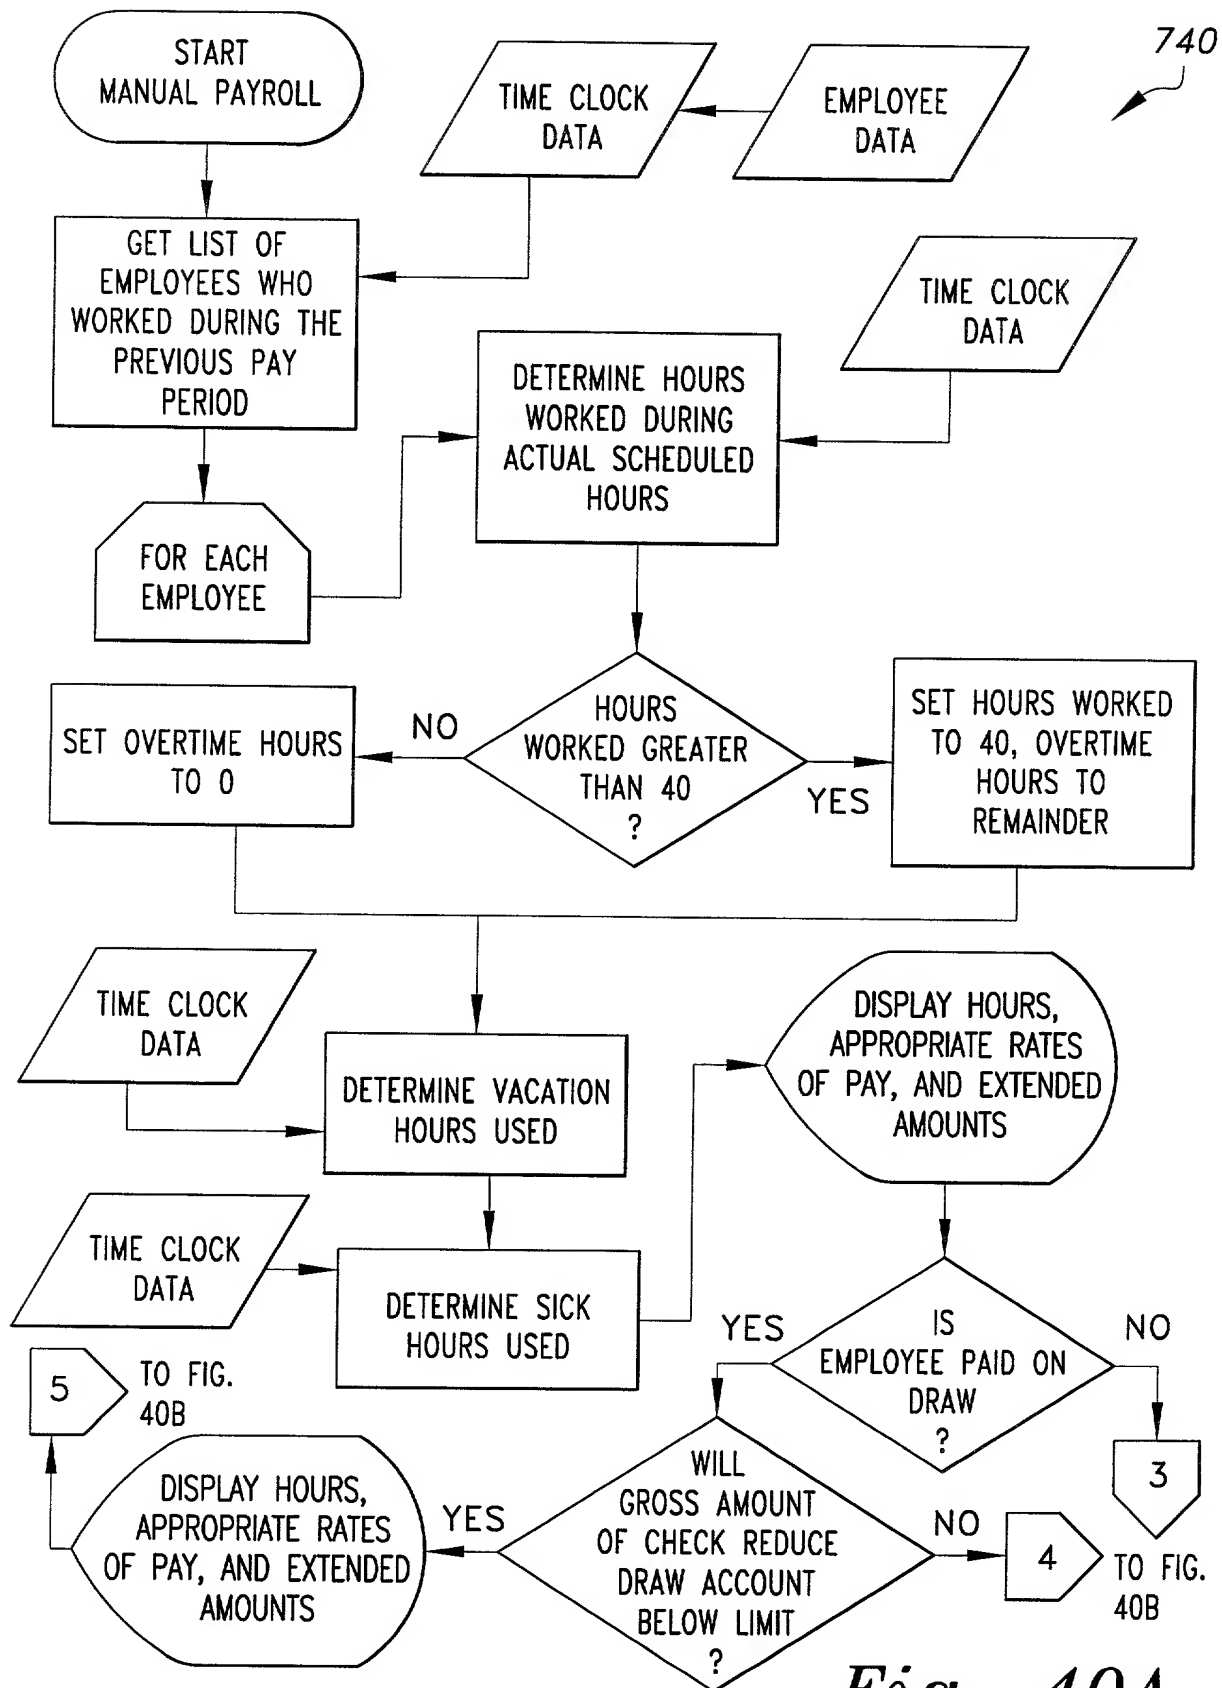 START
MANUAL PAYROLL
TIME CLOCK
DATA
EMPLOYEE
DATA
740
GET LIST OF
EMPLOYEES WHO
WORKED DURING THE
PREVIOUS PAY
PERIOD
TIME CLOCK
DATA
DETERMINE HOURS
WORKED DURING
ACTUAL SCHEDULED
HOURS
FOR EACH
EMPLOYEE
SET OVERTIME HOURS
TO 0
NO
HOURS
WORKED GREATER
THAN 40
?
YES
SET HOURS WORKED
TO 40, OVERTIME
HOURS TO
REMAINDER
TIME CLOCK
DATA
DETERMINE VACATION
HOURS USED
DISPLAY HOURS,
APPROPRIATE RATES
OF PAY, AND EXTENDED
AMOUNTS
TIME CLOCK
DATA
DETERMINE SICK
HOURS USED
YES
IS
EMPLOYEE PAID ON
DRAW
?
NO
3
5
TO FIG.
40B
DISPLAY HOURS,
APPROPRIATE RATES
OF PAY, AND EXTENDED
AMOUNTS
YES
WILL
GROSS AMOUNT
OF CHECK REDUCE
DRAW ACCOUNT
BELOW LIMIT
?
NO
4
TO FIG.
40B
Fig. 40A